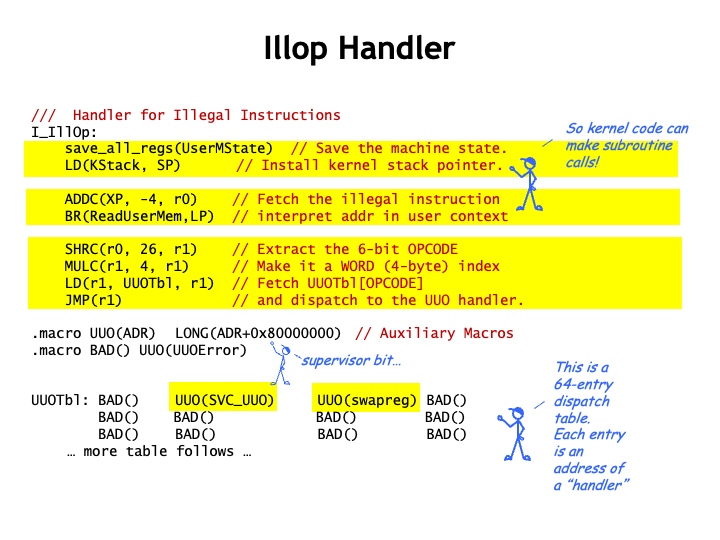 Illop Handler
/// Handler for Illegal Instructions
I_IllOp:
save_all_regs(UserMState) // Save the machine state.
LD(KStack, SP) // Install kernel stack pointer.
So kernel code can
make subroutine
calls!
ADDC(XP, -4, r0) // Fetch the illegal instruction
BR(ReadUserMem,LP) // interpret addr in user context
SHRC(r0, 26, r1) // Extract the 6-bit OPCODE
MULC(r1, 4, r1) // Make it a WORD (4-byte) index
LD(r1, UUOTbl, r1) // Fetch UUOTbl[OPCODE]
JMP(r1) // and dispatch to the UUO handler.
.macro UUO(ADR) LONG(ADR+0x80000000) // Auxiliary Macros
.macro BAD() UUO(UUOError)
supervisor bit…
UUOTbl: BAD() UUO(SVC_UUO) UUO(swapreg) BAD()
BAD() BAD() BAD() BAD()
BAD() BAD() BAD() BAD()
… more table follows …
This is a
64-entry
dispatch
table.
Each entry
is an
address of
a “handler”